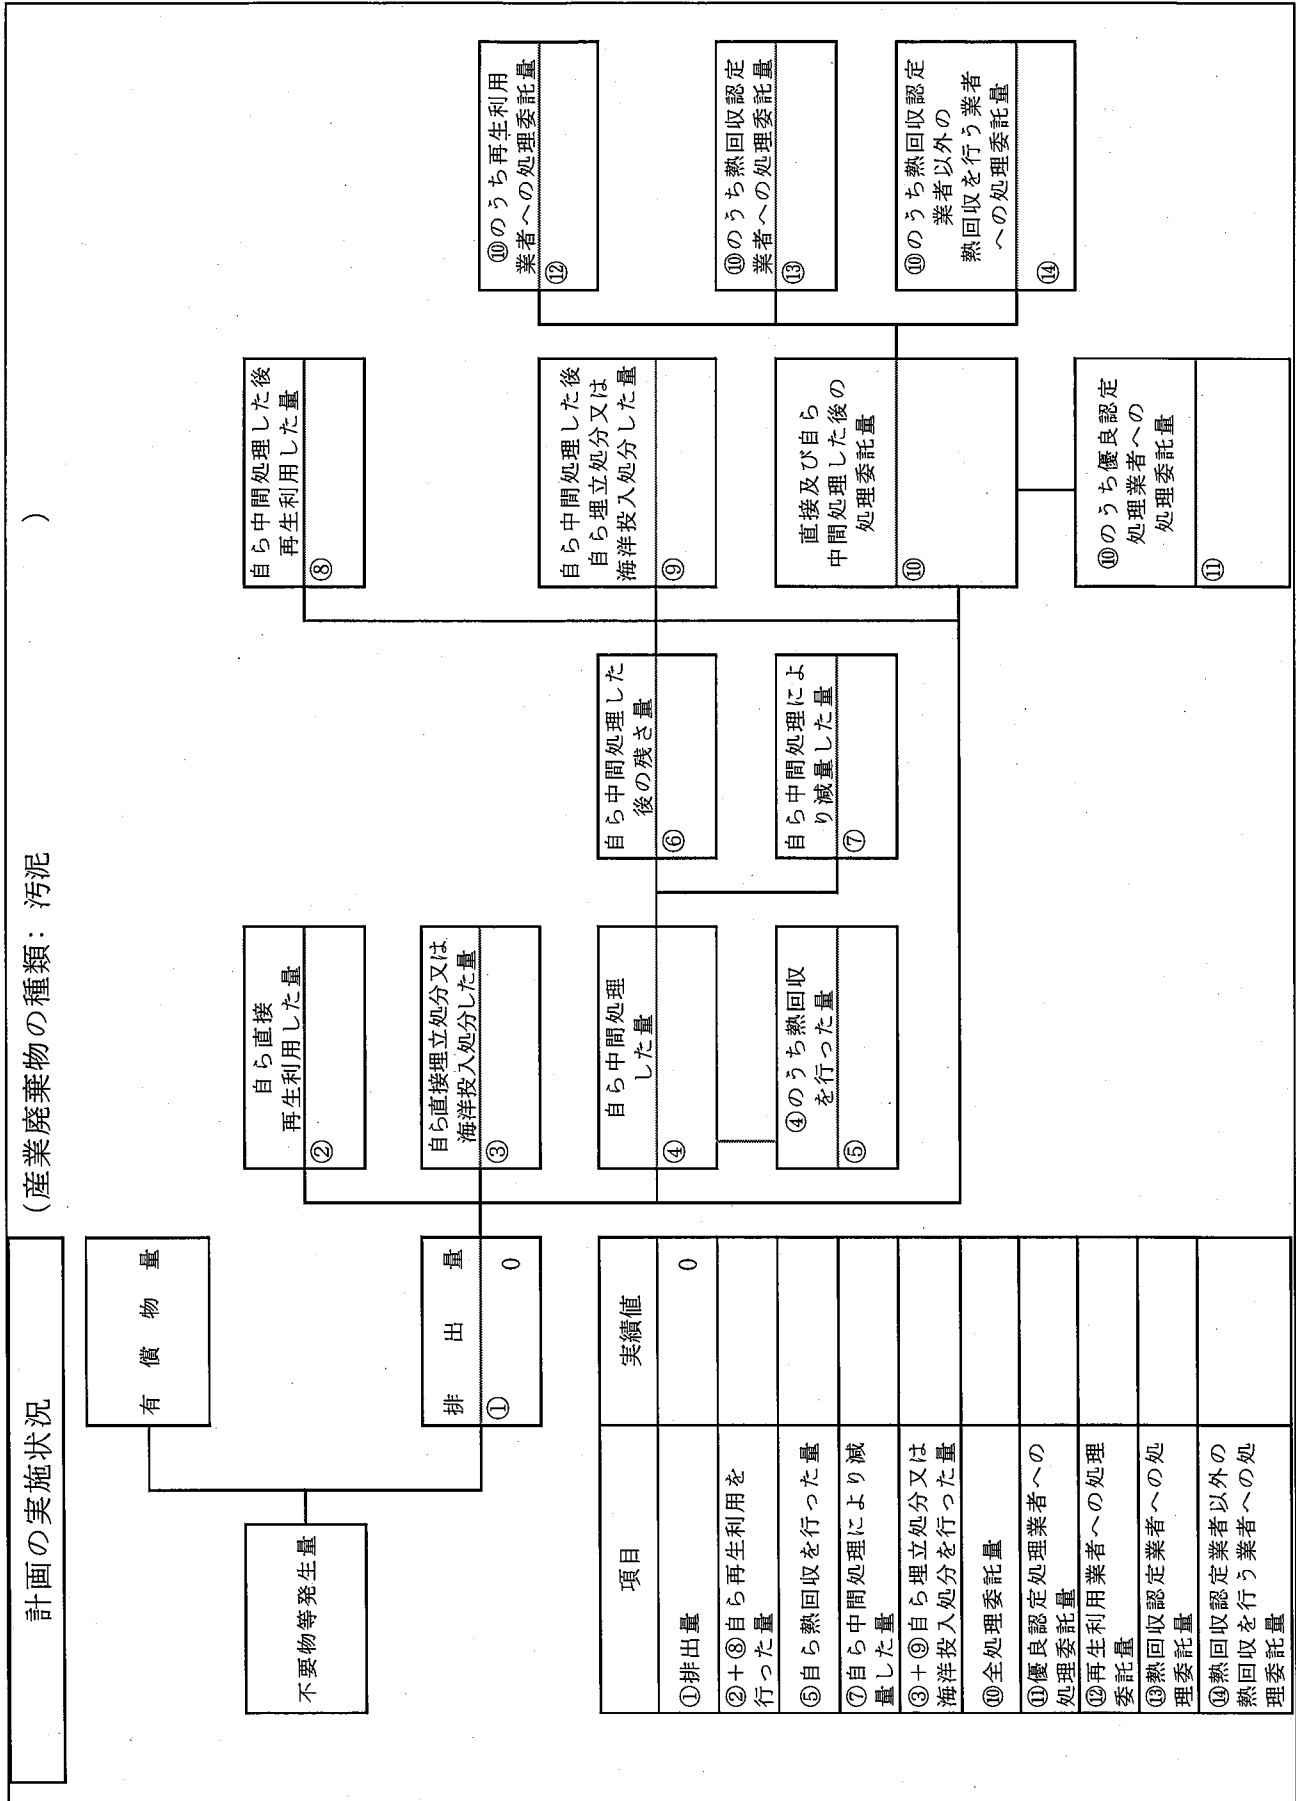 計画の実施状況
（産業廃棄物の種類：汚泥　　　　　）
不要物等発生量
有償物量
排出量
①
0
自ら直接
再生利用した量
②
自ら直接埋立処分又は
海洋投入処分した量
③
自ら中間処理
した量
④
④のうち熱回収
を行った量
⑤
自ら中間処理した
後の残さ量
⑥
自ら中間処理によ
り減量した量
⑦
自ら中間処理した後
再生利用した量
⑧
自ら中間処理した後
自ら埋立処分又は
海洋投入処分した量
⑨
直接及び自ら
中間処理した後の
処理委託量
⑩
⑩のうち優良認定
処理業者への
処理委託量
⑪
⑩のうち再生利用
業者への処理委託量
⑫
⑩のうち熱回収認定
業者への処理委託量
⑬
⑩のうち熱回収認定
業者以外の
熱回収を行う業者
への処理委託量
⑭
項目　実績値
①排出量　0
②＋⑧自ら再生利用を
行った量
⑤自ら熱回収を行った量
⑦自ら中間処理により減
量した量
③＋⑨自ら埋立処分又は
海洋投入処分を行った量
⑩全処理委託量
⑪優良認定処理業者への
処理委託量
⑫再生利用業者への処理
委託量
⑬熱回収認定業者への処
理委託量
⑭熱回収認定業者以外の
熱回収を行う業者への処
理委託量